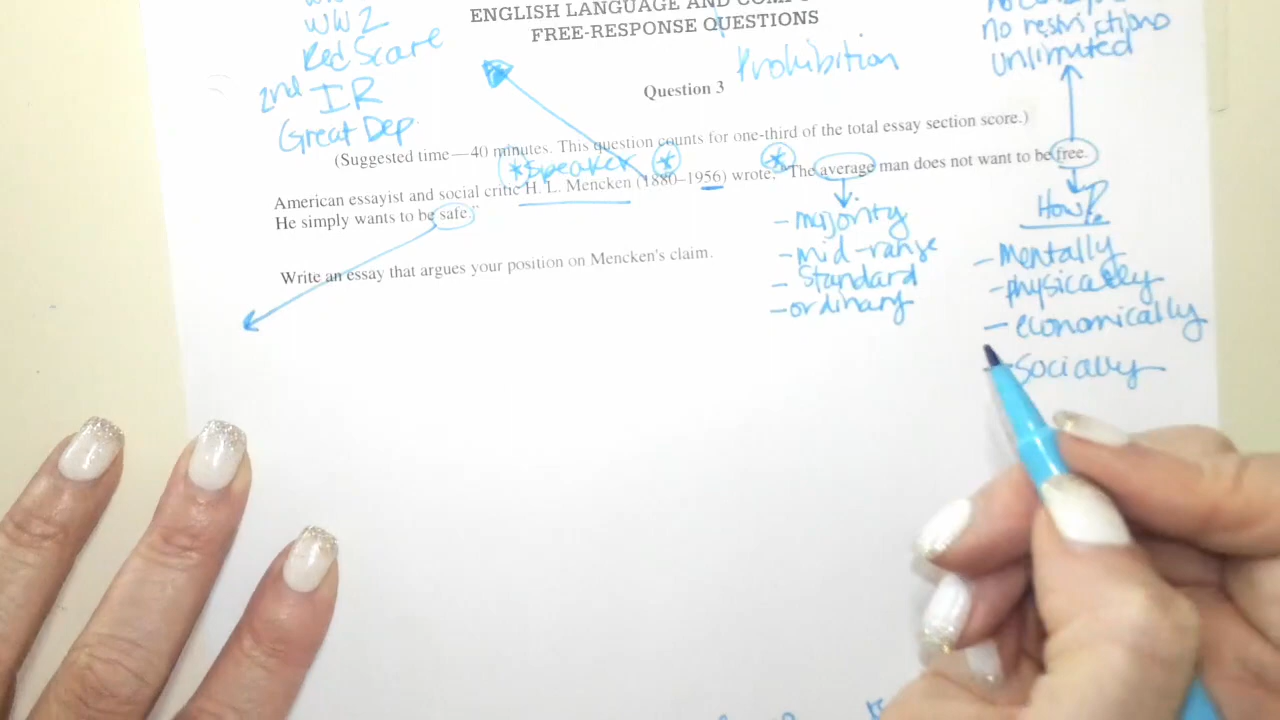 WW2
Red Scare
2nd IR
Great Dep.
ENGLISH LANGUAGE AND
FREE-RESPONSE QUESTIONS
Prohibition
no restrictions
unlimited
Question 3
(Suggested time—40 minutes. This question counts for one-third of the total essay section score.)
*Speaker * *
American essayist and social critic H. L. Mencken (1880–1956) wrote: "The average man does not want to be free.
He simply wants to be safe."
Write an essay that argues your position on Mencken's claim.
- majority
- mid-range
- Standard
- ordinary
How?
- Mentally
- physically
- economically
- Socially